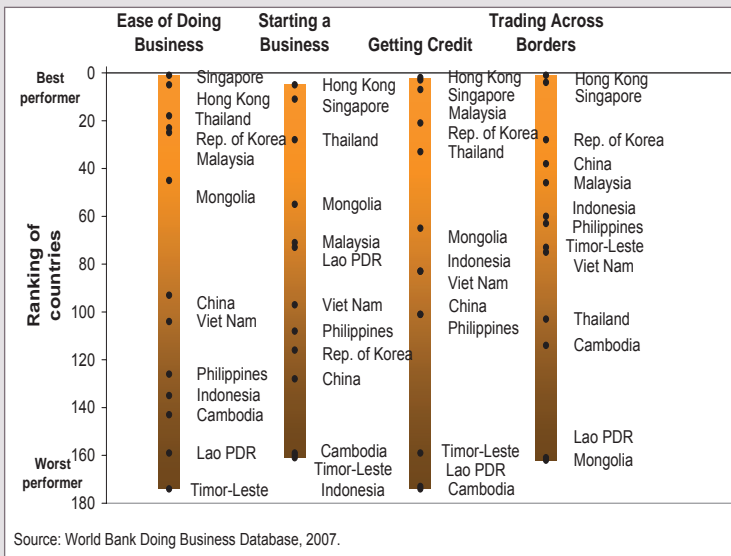 Ease of Doing
Business
Starting a
Business
Getting Credit
Trading Across
Borders
Best
performer
Ranking of
countries
Worst
performer
0
20
40
60
80
100
120
140
160
180
Singapore
Hong Kong
Thailand
Rep. of Korea
Malaysia
Mongolia
China
Viet Nam
Philippines
Indonesia
Cambodia
Lao PDR
Timor-Leste
Hong Kong
Singapore
Thailand
Mongolia
Malaysia
Lao PDR
Viet Nam
Philippines
Rep. of Korea
China
Cambodia
Timor-Leste
Indonesia
Hong Kong
Singapore
Malaysia
Rep. of Korea
Thailand
Mongolia
Indonesia
Viet Nam
China
Philippines
Timor-Leste
Lao PDR
Cambodia
Hong Kong
Singapore
Rep. of Korea
China
Malaysia
Indonesia
Philippines
Timor-Leste
Viet Nam
Thailand
Cambodia
Lao PDR
Mongolia
Source: World Bank Doing Business Database, 2007.